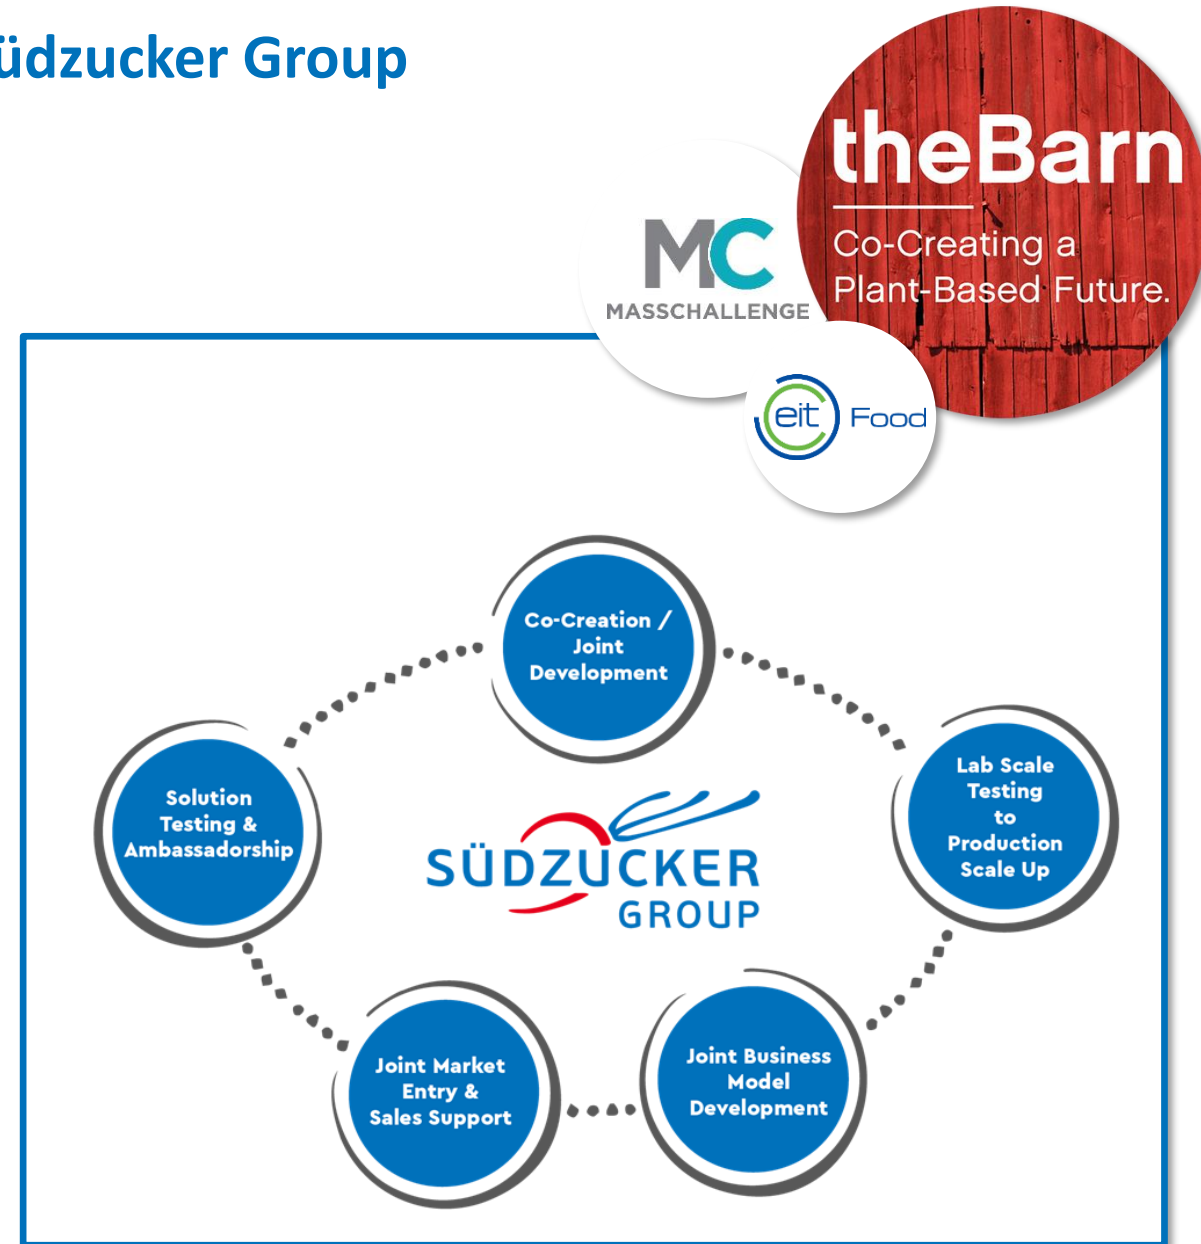 üdzucker Group
theBarn
Co-Creating a
Plant-Based Future.
MC
MASSCHALLENGE
eit Food
Co-Creation /
Joint
Development
Solution
Testing &
Ambassadorship
Lab Scale
Testing
to
Production
Scale Up
SÜDZUCKER
GROUP
Joint Market
Entry &
Sales Support
Joint Business
Model
Development